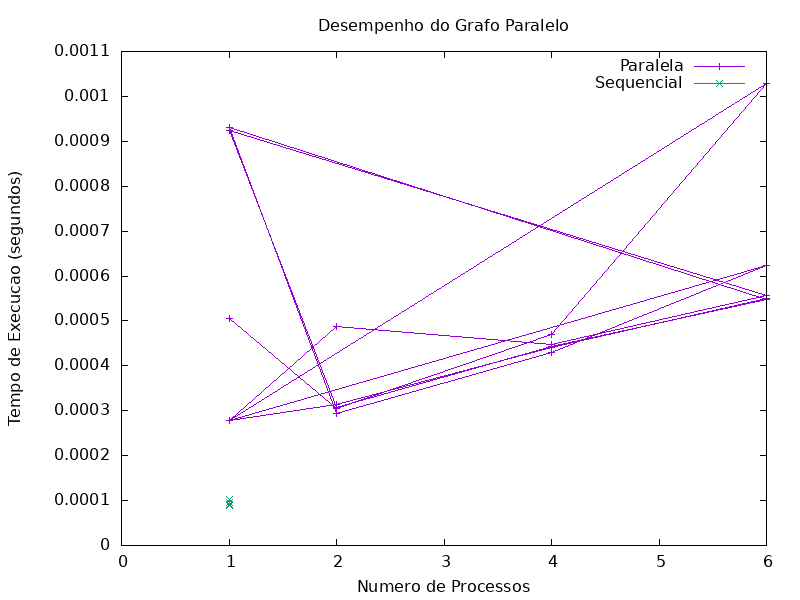 Desempenho do Grafo Paralelo
Paralela
Sequencial
Tempo de Execucao (segundos)
0.0011
0.001
0.0009
0.0008
0.0007
0.0006
0.0005
0.0004
0.0003
0.0002
0.0001
0
0 1 2 3 4 5 6
Numero de Processos